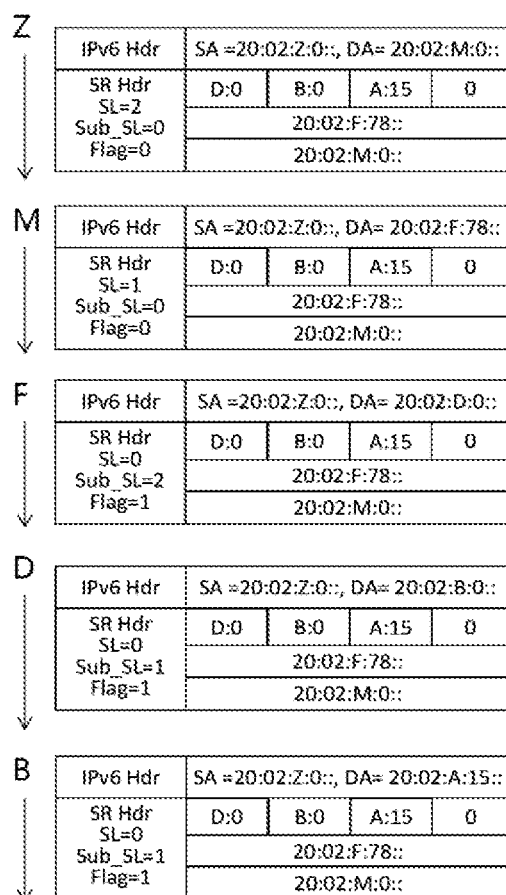 Z
IPv6 Hdr SA =20:02:Z:0::, DA= 20:02:M:0::
SR Hdr
SL=2
Sub_SL=0
Flag=0
D:0 B:0 A:15 0
20:02:F:78::
20:02:M:0::
M
IPv6 Hdr SA =20:02:Z:0::, DA= 20:02:F:78::
SR Hdr
SL=1
Sub_SL=0
Flag=0
D:0 B:0 A:15 0
20:02:F:78::
20:02:M:0::
F
IPv6 Hdr SA =20:02:Z:0::, DA= 20:02:D:0::
SR Hdr
SL=0
Sub_SL=2
Flag=1
D:0 B:0 A:15 0
20:02:F:78::
20:02:M:0::
D
IPv6 Hdr SA =20:02:Z:0::, DA= 20:02:B:0::
SR Hdr
SL=0
Sub_SL=1
Flag=1
D:0 B:0 A:15 0
20:02:F:78::
20:02:M:0::
B
IPv6 Hdr SA =20:02:Z:0::, DA= 20:02:A:15::
SR Hdr
SL=0
Sub_SL=1
Flag=1
D:0 B:0 A:15 0
20:02:F:78::
20:02:M:0::